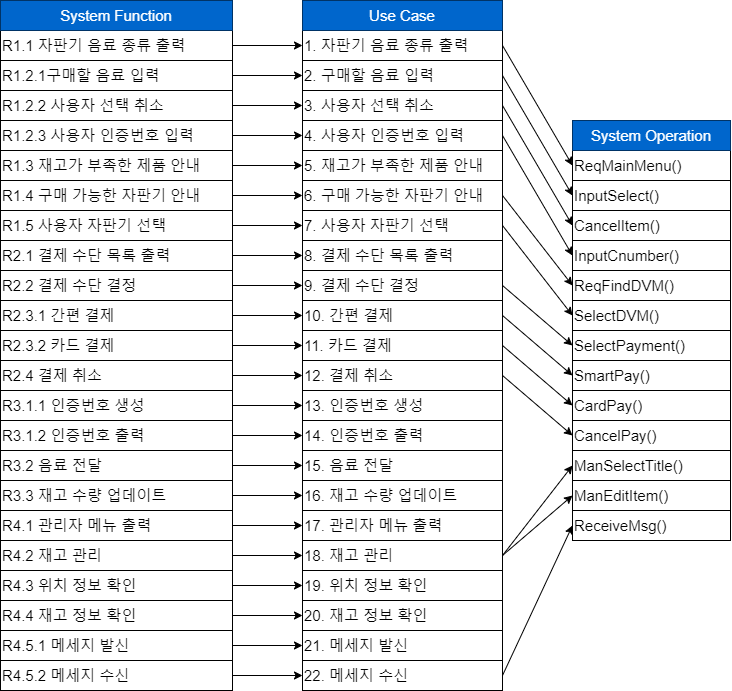 System Function
R1.1 자판기 음료 종류 출력
R1.2.1구매할 음료 입력
R1.2.2 사용자 선택 취소
R1.2.3 사용자 인증번호 입력
R1.3 재고가 부족한 제품 안내
R1.4 구매 가능한 자판기 안내
R1.5 사용자 자판기 선택
R2.1 결제 수단 목록 출력
R2.2 결제 수단 결정
R2.3.1 간편 결제
R2.3.2 카드 결제
R2.4 결제 취소
R3.1.1 인증번호 생성
R3.1.2 인증번호 출력
R3.2 음료 전달
R3.3 재고 수량 업데이트
R4.1 관리자 메뉴 출력
R4.2 재고 관리
R4.3 위치 정보 확인
R4.4 재고 정보 확인
R4.5.1 메세지 발신
R4.5.2 메세지 수신
Use Case
1. 자판기 음료 종류 출력
2. 구매할 음료 입력
3. 사용자 선택 취소
4. 사용자 인증번호 입력
5. 재고가 부족한 제품 안내
6. 구매 가능한 자판기 안내
7. 사용자 자판기 선택
8. 결제 수단 목록 출력
9. 결제 수단 결정
10. 간편 결제
11. 카드 결제
12. 결제 취소
13. 인증번호 생성
14. 인증번호 출력
15. 음료 전달
16. 재고 수량 업데이트
17. 관리자 메뉴 출력
18. 재고 관리
19. 위치 정보 확인
20. 재고 정보 확인
21. 메세지 발신
22. 메세지 수신
System Operation
ReqMainMenu()
InputSelect()
CancelItem()
InputCnumber()
ReqFindDVM()
SelectDVM()
SelectPayment()
SmartPay()
CardPay()
CancelPay()
ManSelectTitle()
ManEditItem()
ReceiveMsg()